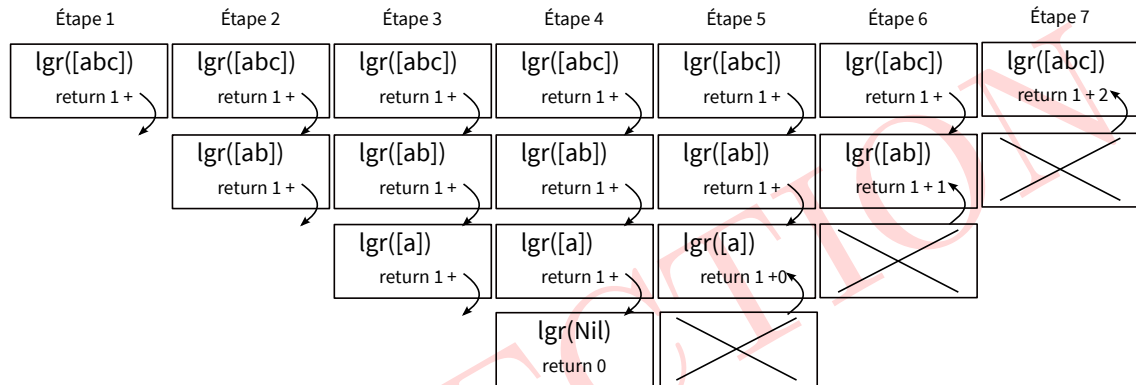 Étape 1 Étape 2 Étape 3 Étape 4 Étape 5 Étape 6 Étape 7
lgr([abc]) lgr([abc]) lgr([abc]) lgr([abc]) lgr([abc]) lgr([abc]) lgr([abc])
return 1 + return 1 + return 1 + return 1 + return 1 + return 1 + return 1 + 2
lgr([ab]) lgr([ab]) lgr([ab]) lgr([ab]) lgr([ab])
return 1 + return 1 + return 1 + return 1 + return 1 + 1
lgr([a]) lgr([a]) lgr([a])
return 1 + return 1 + return 1 +0
lgr(Nil)
return 0
ECTION